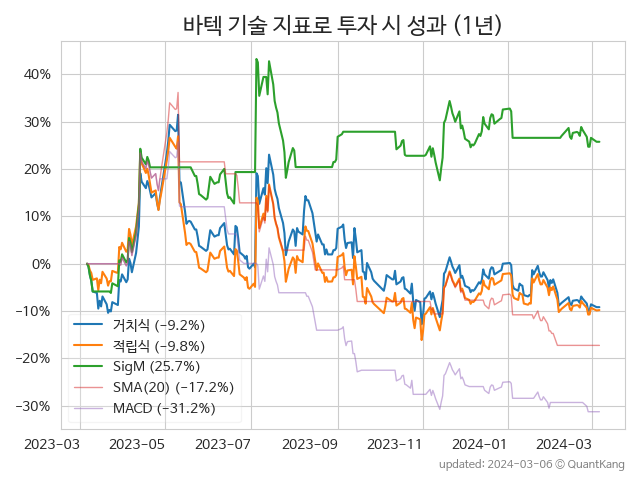 바텍 기술 지표로 투자 시 성과 (1년)
40%
30%
20%
10%
0%
−10%
−20%
−30%
거치식 (−9.2%)
적립식 (−9.8%)
SigM (25.7%)
SMA(20) (−17.2%)
MACD (−31.2%)
2023−03
2023−05
2023−07
2023−09
2023−11
2024−01
2024−03
updated: 2024−03−06 ⓒ QuantKang